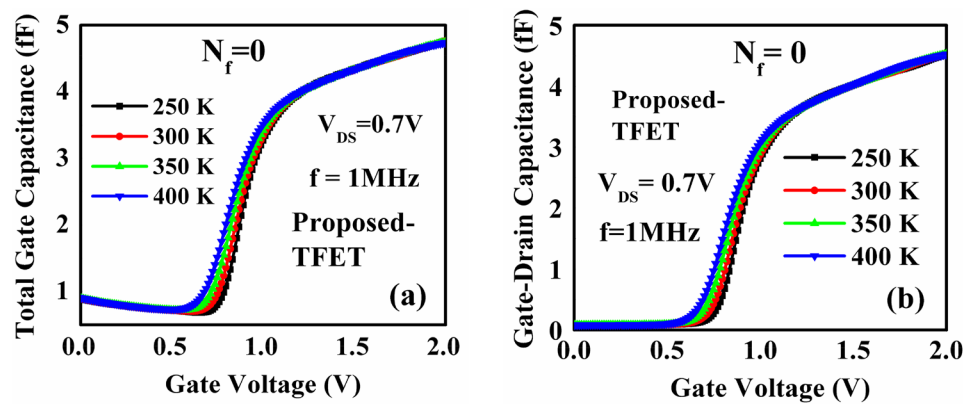 Total Gate Capacitance (fF)
5
4
3
2
1
N_f=0
250 K
300 K
350 K
400 K
V_DS=0.7V
f = 1MHz
Proposed-
TFET
(a)
0.0 0.6 1.0 1.5 2.0
Gate Voltage (V)
Gate-Drain Capacitance (fF)
5
4
3
2
1
0
N_f=0
Proposed-
TFET
V_DS= 0.7V
f=1MHz
250 K
300 K
350 K
400 K
(b)
0.0 0.6 1.0 1.5 2.0
Gate Voltage (V)